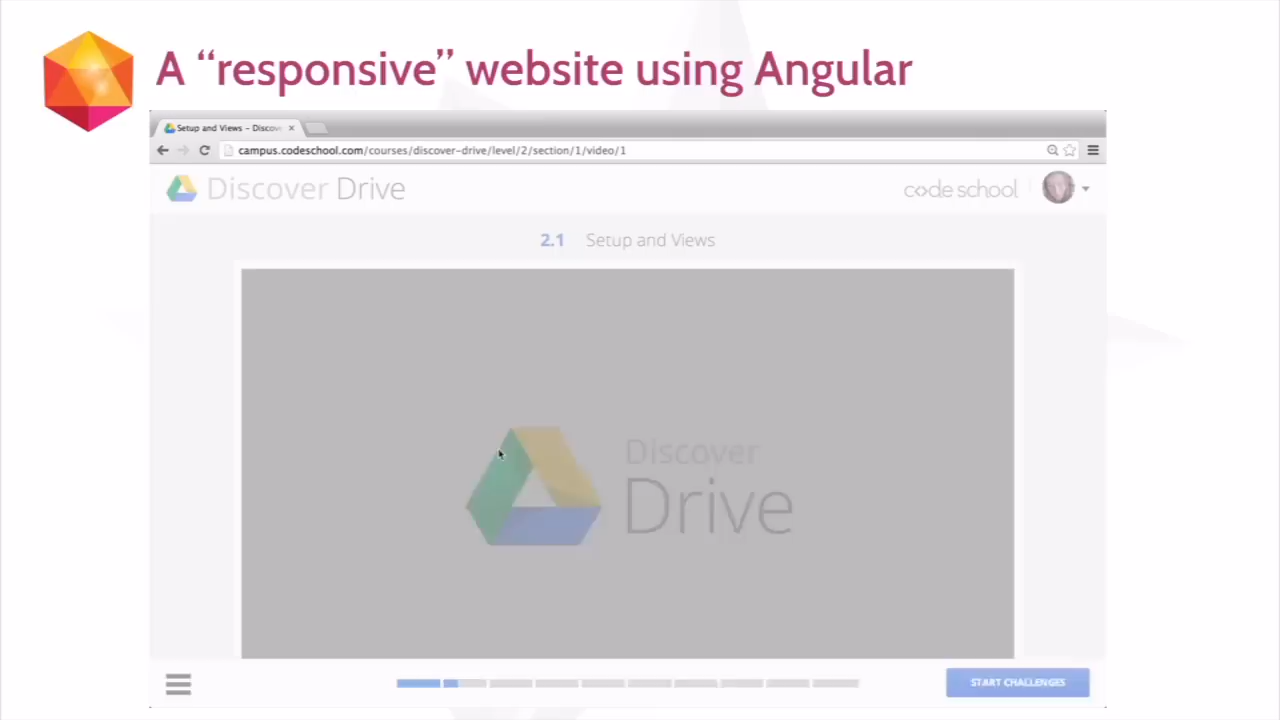 A “responsive” website using Angular
Setup and Views – Discov
campus.codeschool.com/courses/discover-drive/level/2/section/1/video/1
Discover Drive
code school
2.1 Setup and Views
Discover
Drive
START CHALLENGES